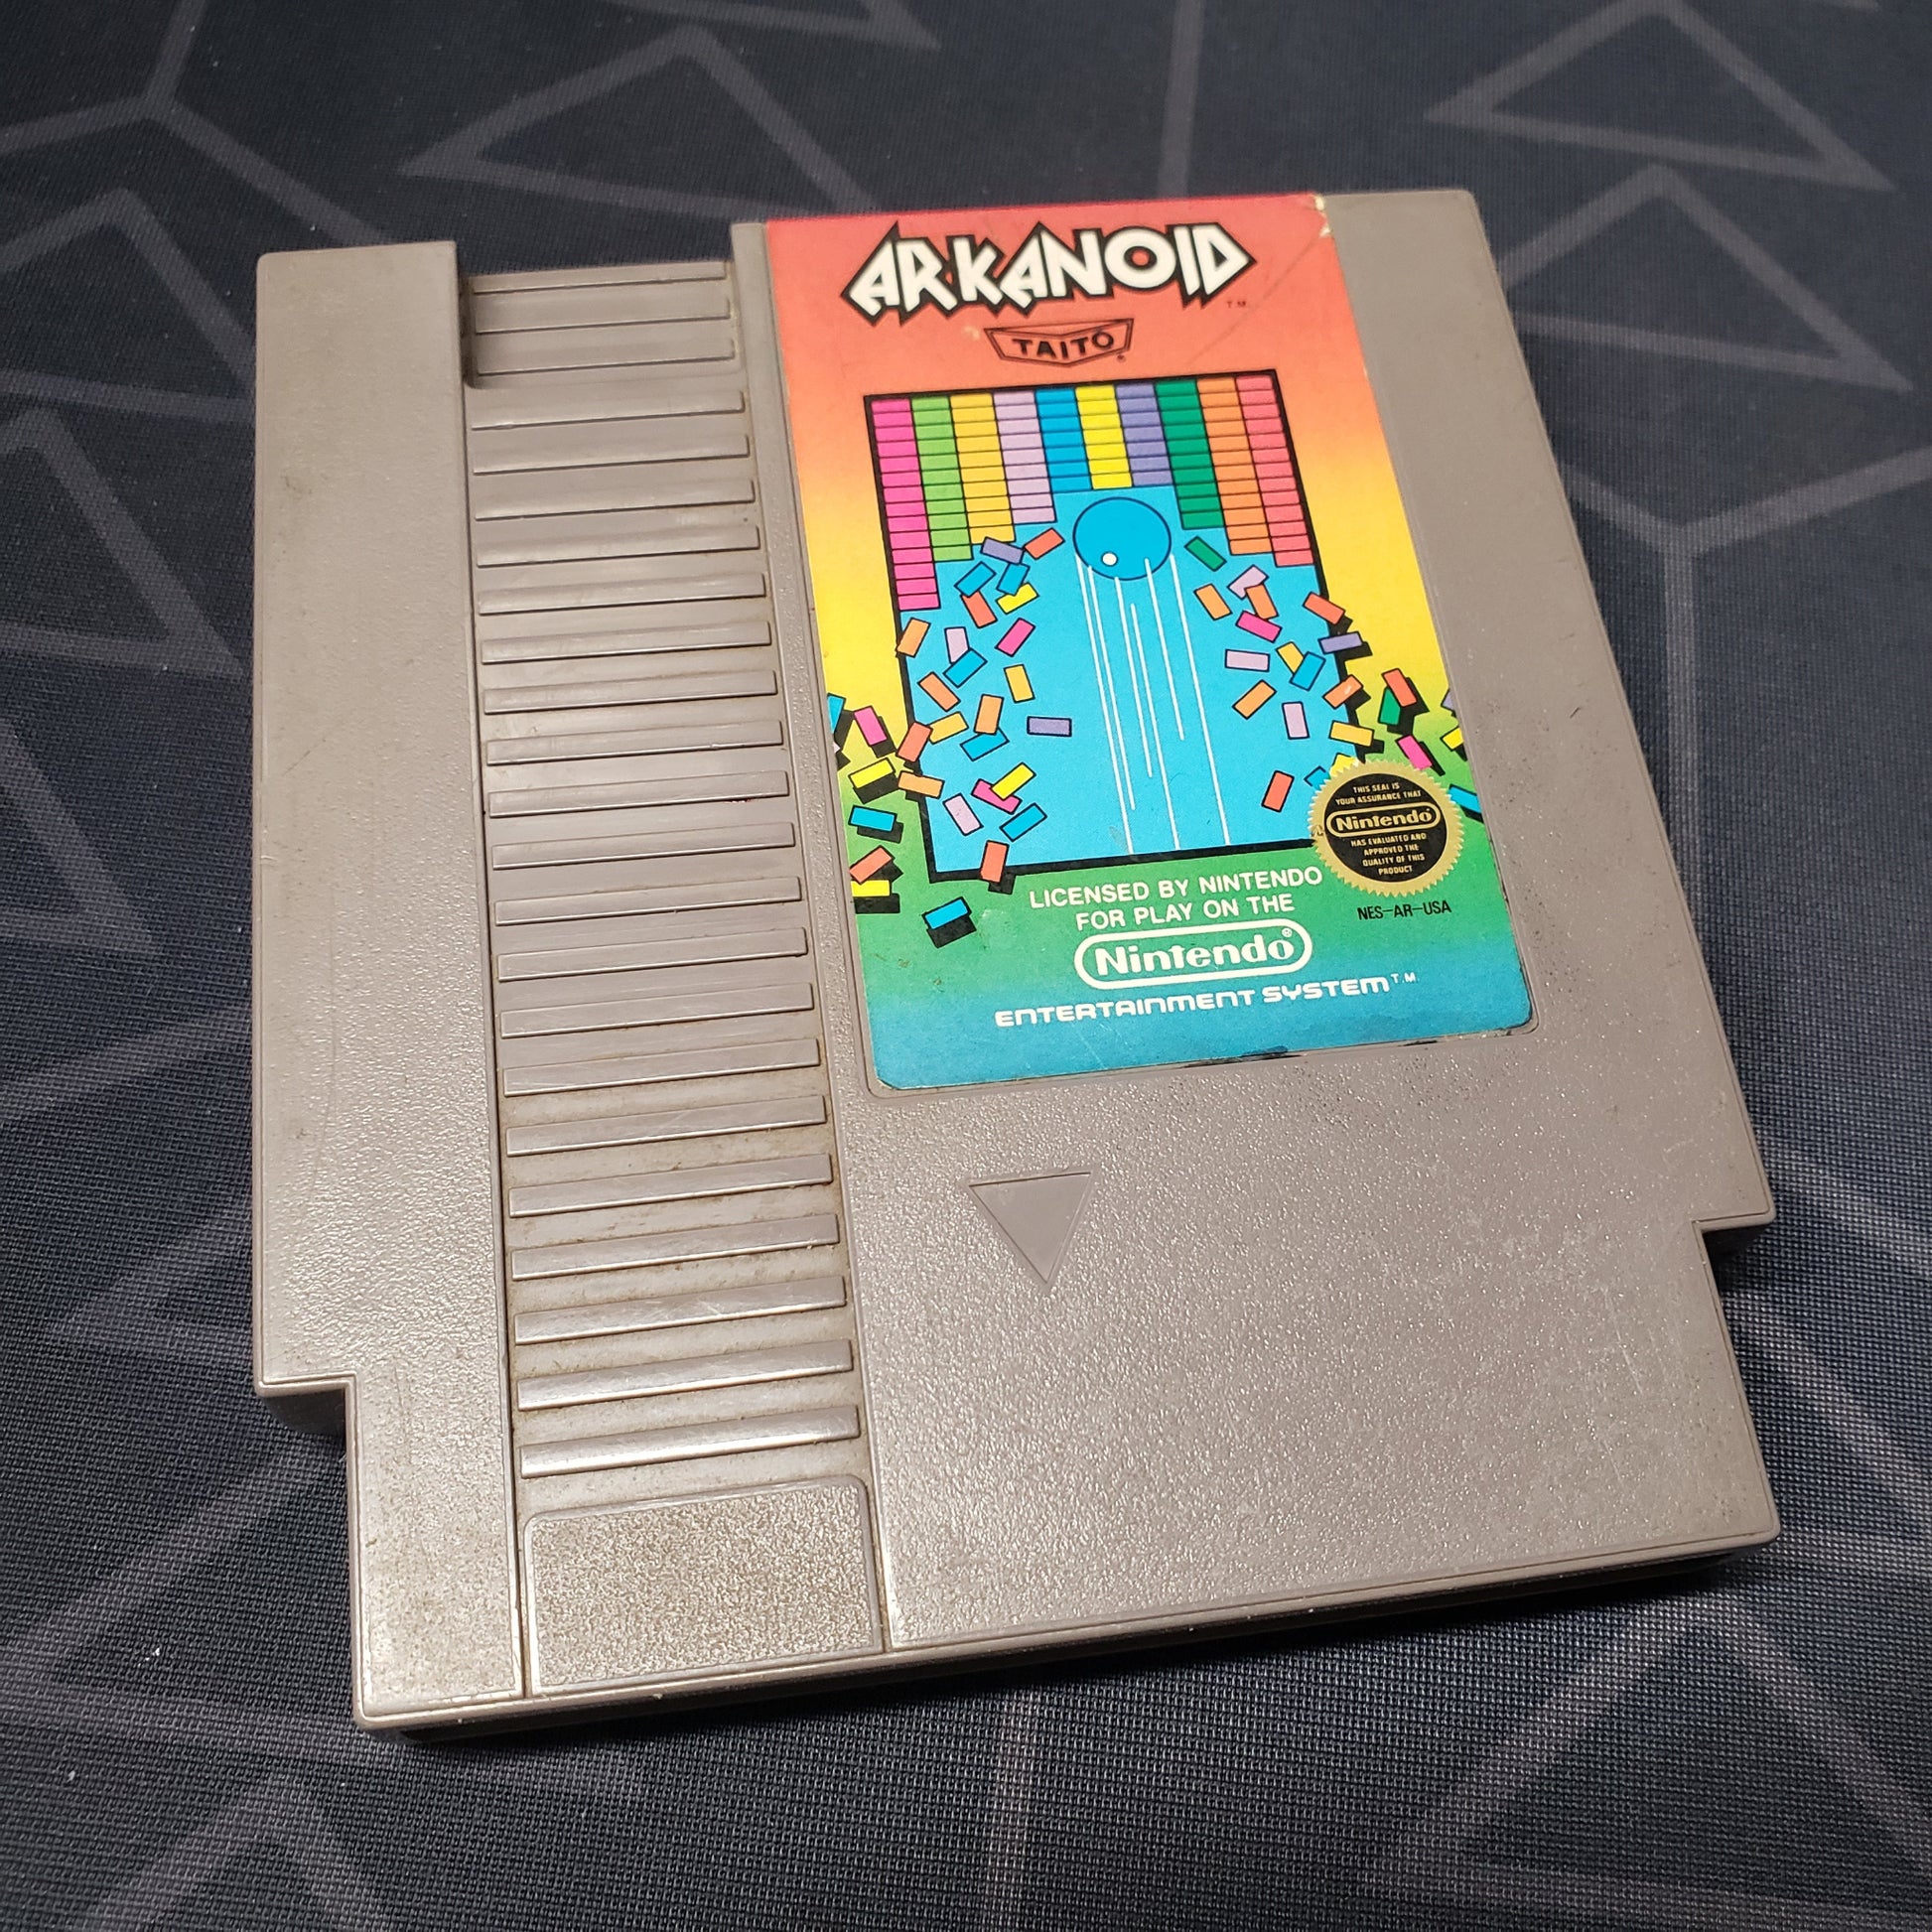 ARKANOID TM
TAITO®
THIS SEAL IS
YOUR ASSURANCE THAT
Nintendo
HAS EVALUATED AND
APPROVED THE
QUALITY OF THIS
PRODUCT
NES-AR-USA
LICENSED BY NINTENDO
FOR PLAY ON THE
Nintendo®
ENTERTAINMENT SYSTEM T.M.